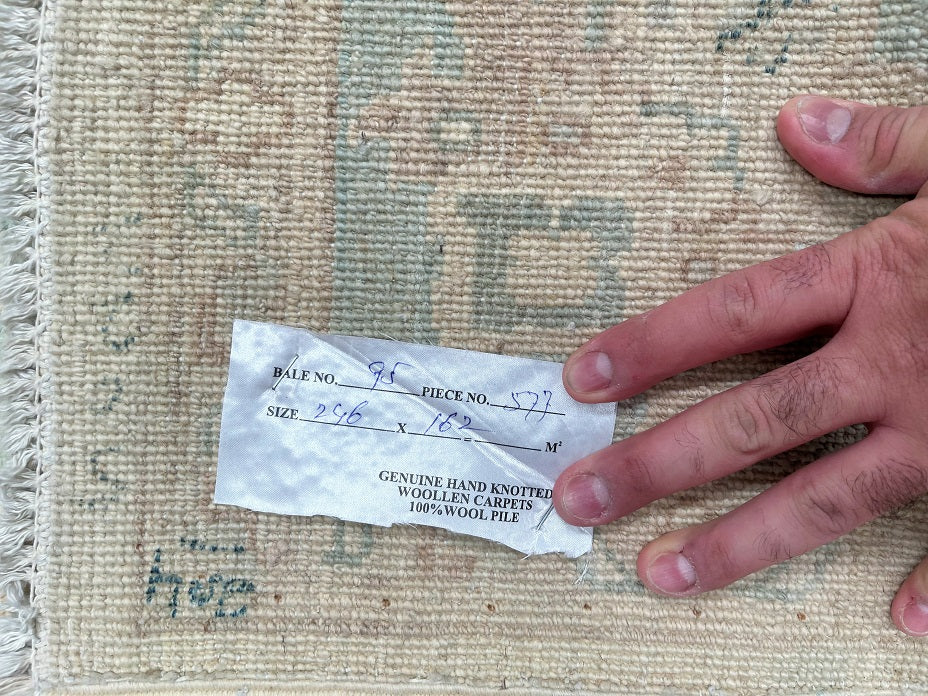 BALE NO. 95 PIECE NO. 577
SIZE 246 X 162 = M²
GENUINE HAND KNOTTED
WOOLLEN CARPETS
100%WOOL PILE